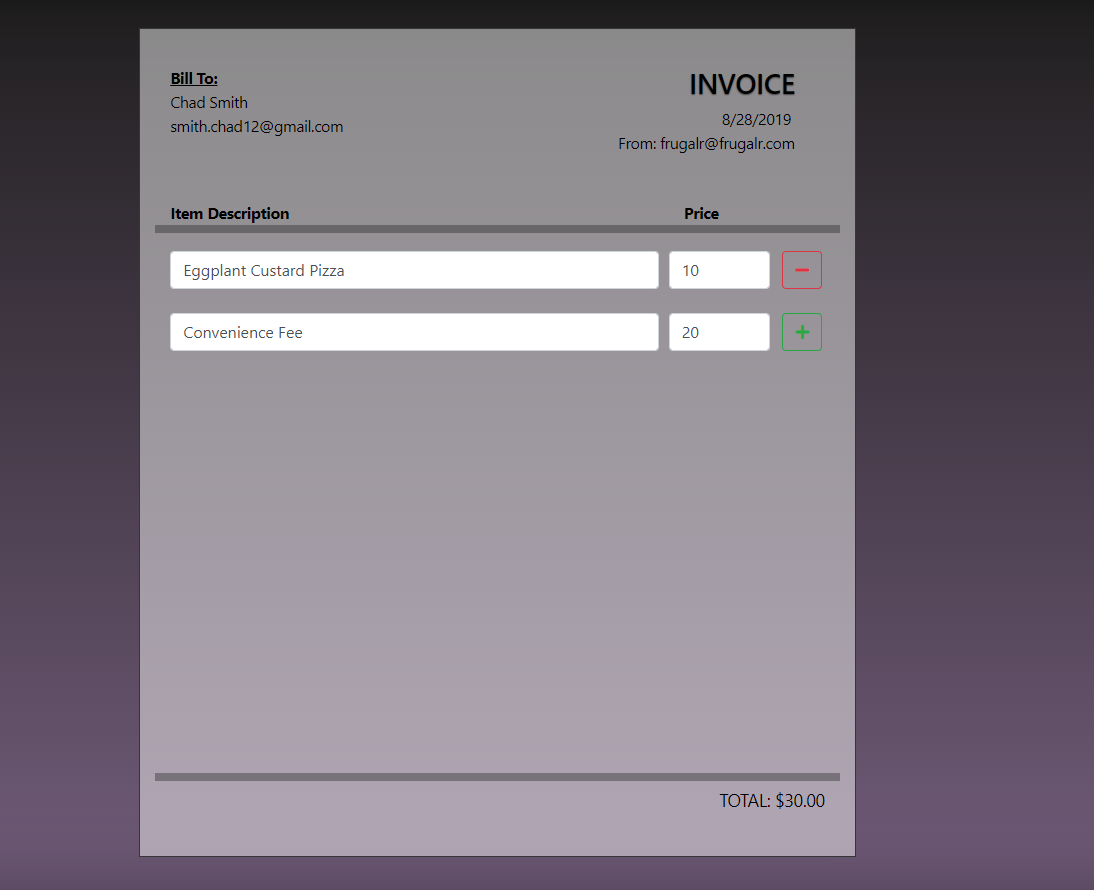 Bill To:
Chad Smith
smith.chad12@gmail.com
INVOICE
8/28/2019
From: frugalr@frugalr.com
Item Description Price
Eggplant Custard Pizza 10
Convenience Fee 20
TOTAL: $30.00